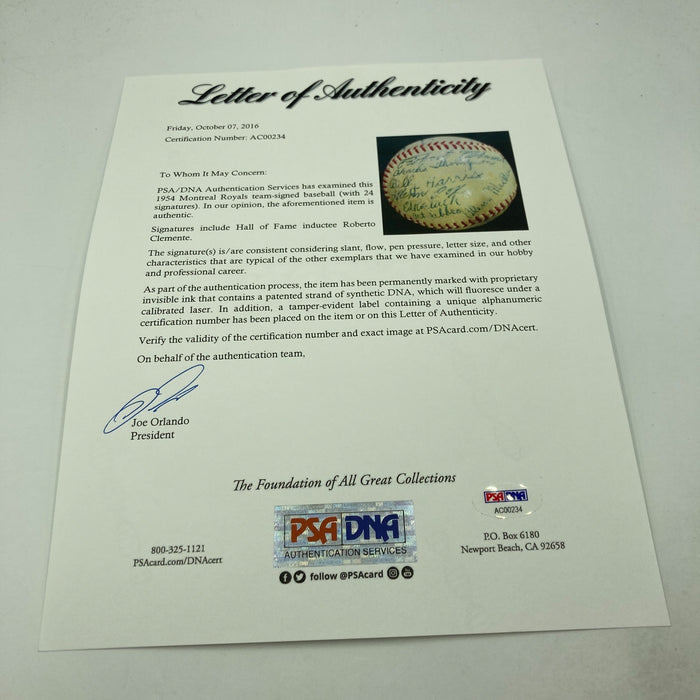 Letter of Authenticity
Friday, October 07, 2016
Certification Number: AC00234
To Whom It May Concern:
PSA/DNA Authentication Services has examined this
1954 Montreal Royals team-signed baseball (with 24
signatures). In our opinion, the aforementioned item is
authentic.
Signatures include Hall of Fame inductee Roberto
Clemente.
Bill Harris
The signature(s) is/are consistent considering slant, flow, pen pressure, letter size, and other
characteristics that are typical of the other exemplars that we have examined in our hobby
and professional career.
As part of the authentication process, the item has been permanently marked with proprietary
invisible ink that contains a patented strand of synthetic DNA, which will fluoresce under a
calibrated laser. In addition, a tamper-evident label containing a unique alphanumeric
certification number has been placed on the item or on this Letter of Authenticity.
Verify the validity of the certification number and exact image at PSAcard.com/DNAcert.
On behalf of the authentication team,
Joe Orlando
President
The Foundation of All Great Collections
PSA DNA
AC00234
PSA DNA
AUTHENTICATION SERVICES
800-325-1121
PSAcard.com/DNAcert
P.O. Box 6180
Newport Beach, CA 92658
follow @PSAcard